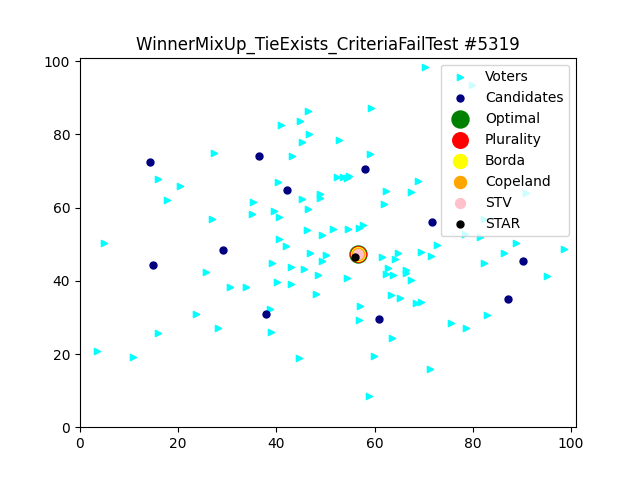 WinnerMixUp_TieExists_CriteriaFailTest #5319
100
80
60
40
20
0
0 20 40 60 80 100
Voters
Candidates
Optimal
Plurality
Borda
Copeland
STV
STAR